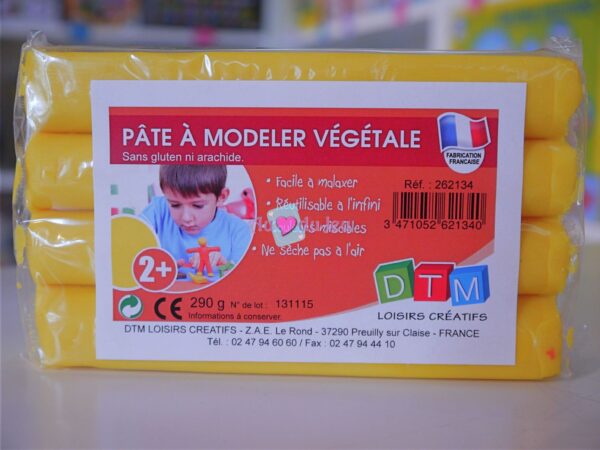 PÂTE À MODELER VÉGÉTALE
Sans gluten ni arachide.
FABRICATION
FRANÇAISE
• Facile à malaxer
• Réutilisable à l'infini
miscibles
• Ne sèche pas à l'air
2+
Réf. : 262134
3 471052 621340
DTM
LOISIRS CRÉATIFS
CE 290 g N° de lot : 131115
Informations à conserver.
DTM LOISIRS CREATIFS - Z.A.E. Le Rond - 37290 Preuilly sur Claise - FRANCE
Tél. : 02 47 94 60 60 / Fax : 02 47 94 44 10